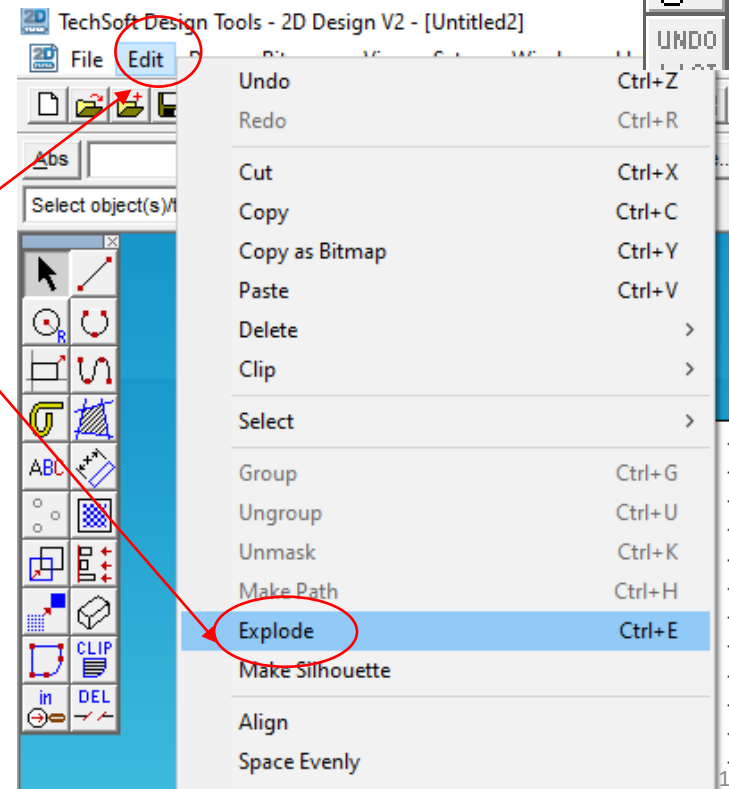 TechSoft Design Tools - 2D Design V2 - [Untitled2]
UNDO
File Edit
Undo Ctrl+Z
Redo Ctrl+R
Abs
Cut Ctrl+X
Select object(s)/
Copy Ctrl+C
Copy as Bitmap Ctrl+Y
Paste Ctrl+V
Delete
Clip
Select
ABC
Group Ctrl+G
Ungroup Ctrl+U
Unmask Ctrl+K
Make Path Ctrl+H
Explode Ctrl+E
CLIP
Make Silhouette
in DEL
Align
Space Evenly
1